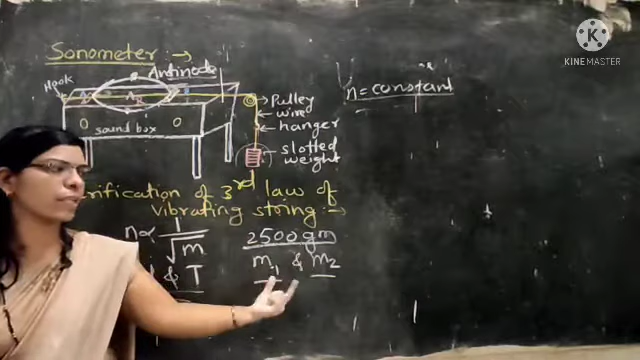 Sonometer →
Antinode
Hook
Pulley
wire
hanger
slotted
weight
sound box
rification of 3rd law of
vibrating string :→
n ∝ 1/√m
2500 gm
& T
m1 & m2
n = constant
KINEMASTER